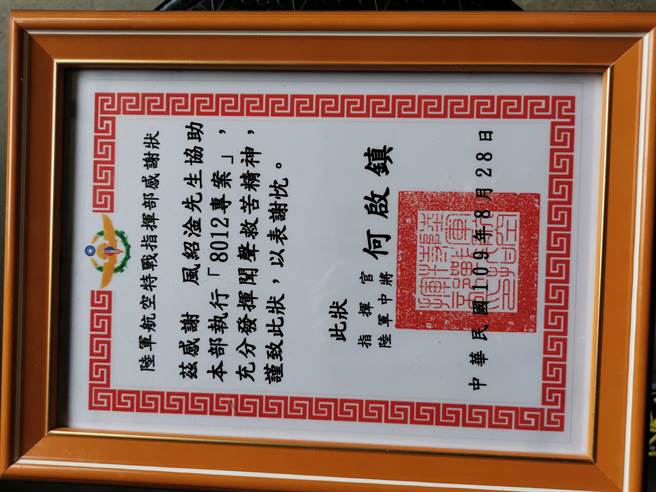 陸軍航空特戰指揮部感謝狀
茲感謝 風紹淦先生協助
本部執行「8012專案」，
充分發揮聞聲救苦精神，
謹致此狀，以表謝忱。
此狀
指揮官
陸軍中將 何啟鎮
中華民國109年8月28日